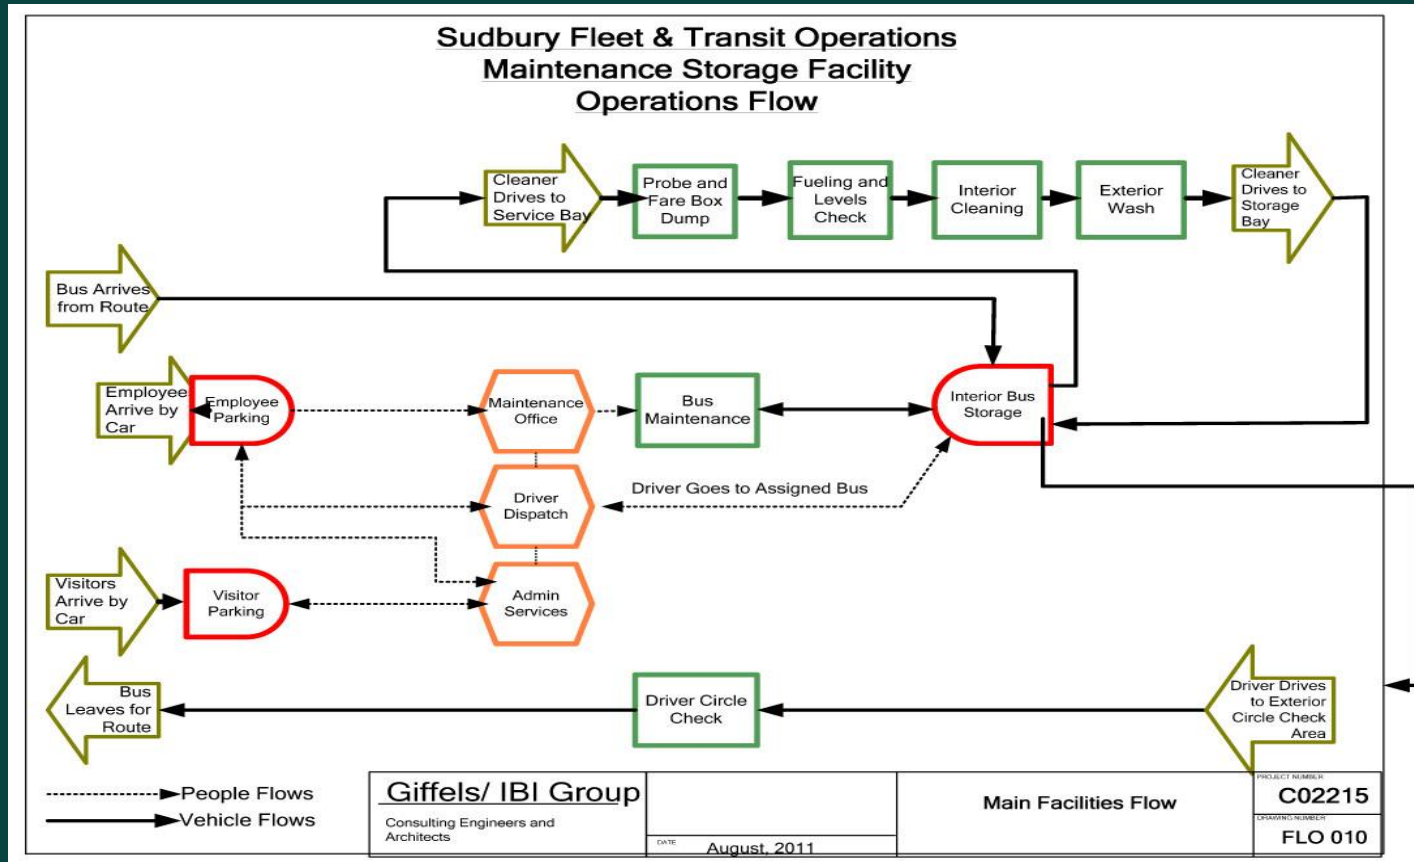 Sudbury Fleet & Transit Operations
Maintenance Storage Facility
Operations Flow
Cleaner
Drives to
Service Bay
Probe and
Fare Box
Dump
Fueling and
Levels
Check
Interior
Cleaning
Exterior
Wash
Cleaner
Drives to
Storage
Bay
Bus Arrives
from Route
Employee
Arrive by
Car
Employee
Parking
Maintenance
Office
Bus
Maintenance
Interior Bus
Storage
Driver
Dispatch
Driver Goes to Assigned Bus
Visitors
Arrive by
Car
Visitor
Parking
Admin
Services
Bus
Leaves for
Route
Driver Circle
Check
Driver Drives
to Exterior
Circle Check
Area
People Flows
Vehicle Flows
Giffels/ IBI Group
Consulting Engineers and
Architects
DATE
August, 2011
Main Facilities Flow
PROJECT NUMBER
C02215
DRAWING NUMBER
FLO 010